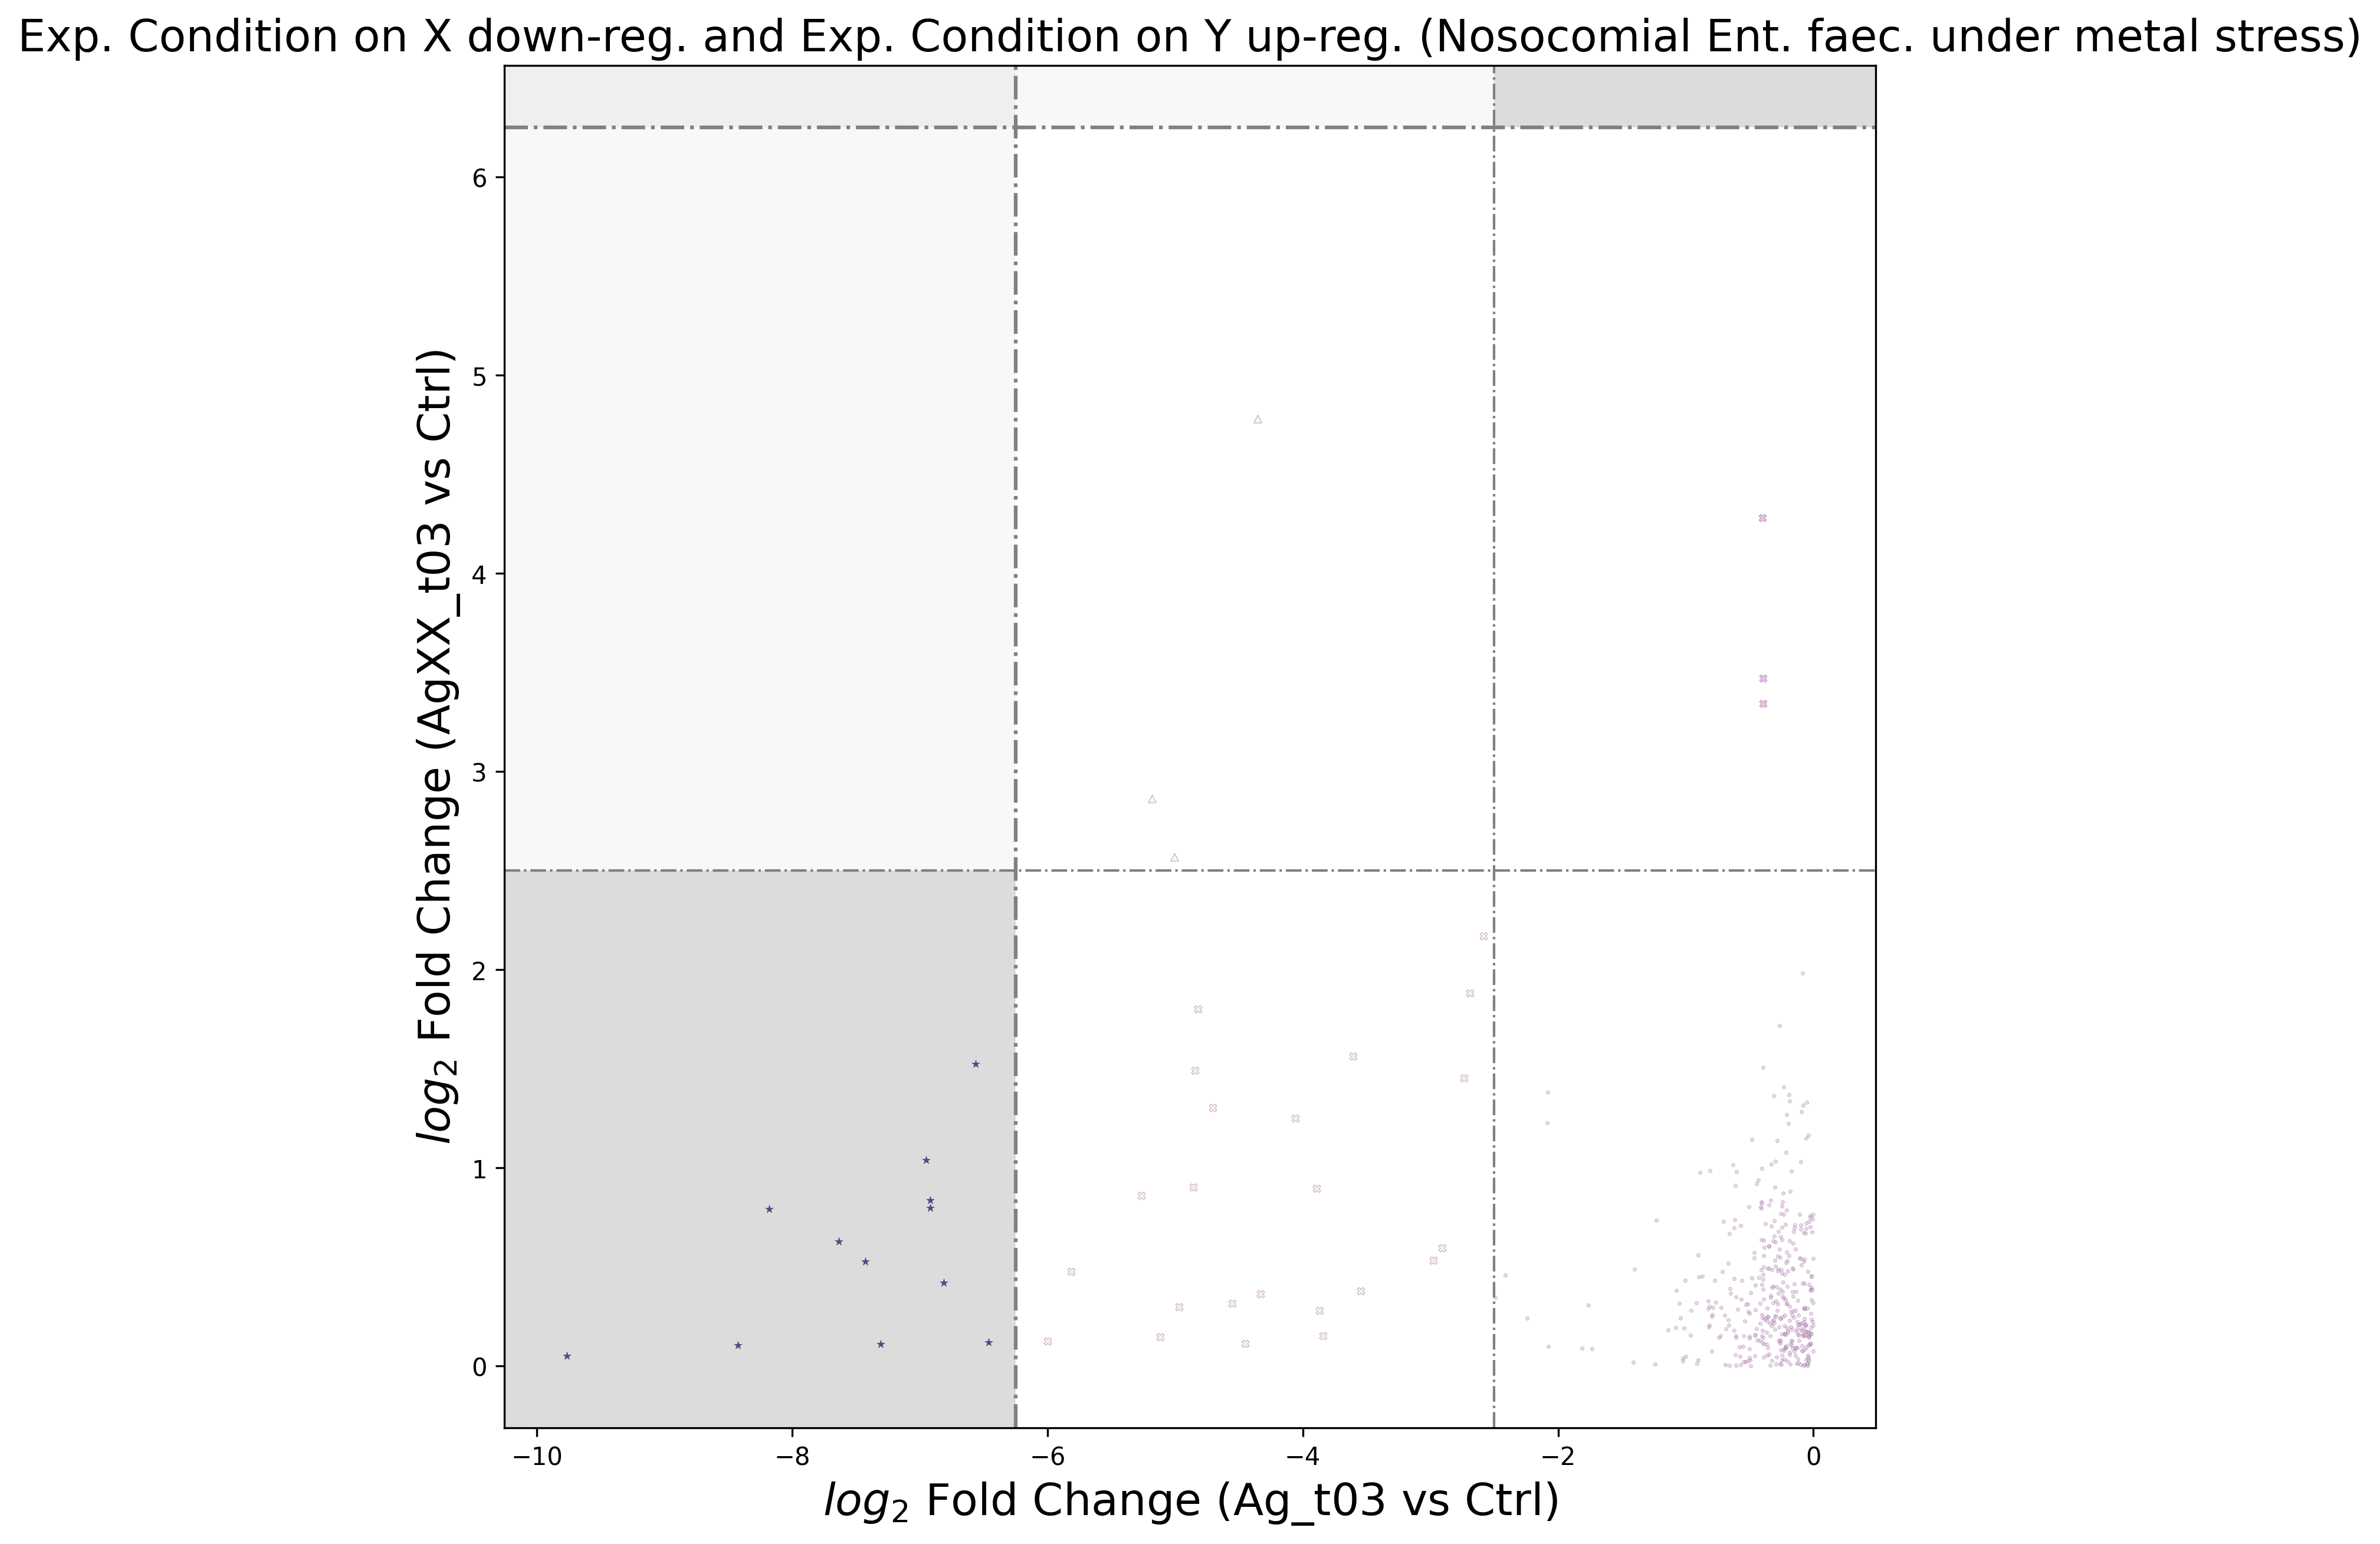 Exp. Condition on X down-reg. and Exp. Condition on Y up-reg. (Nosocomial Ent. faec. under metal stress)
log2 Fold Change (AgXX_t03 vs Ctrl)
6
5
4
3
2
1
0
−10 −8 −6 −4 −2 0
log2 Fold Change (Ag_t03 vs Ctrl)